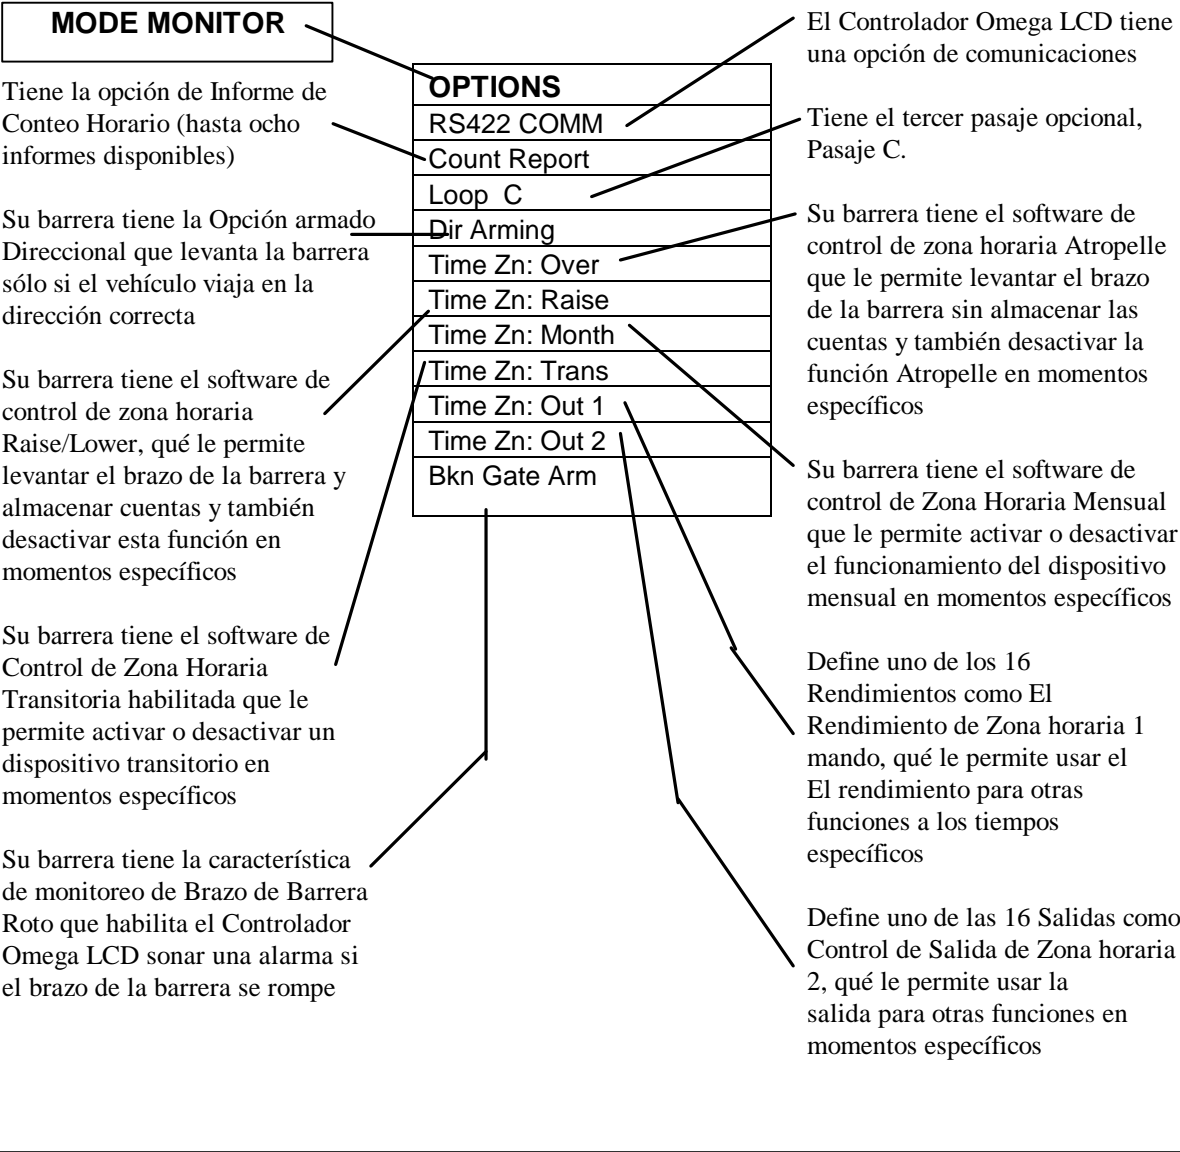 MODE MONITOR
Tiene la opción de Informe de
Conteo Horario (hasta ocho
informes disponibles)
Su barrera tiene la Opción armado
Direccional que levanta la barrera
sólo si el vehículo viaja en la
dirección correcta
Su barrera tiene el software de
control de zona horaria
Raise/Lower, qué le permite
levantar el brazo de la barrera y
almacenar cuentas y también
desactivar esta función en
momentos específicos
Su barrera tiene el software de
Control de Zona Horaria
Transitoria habilitada que le
permite activar o desactivar un
dispositivo transitorio en
momentos específicos
Su barrera tiene la característica
de monitoreo de Brazo de Barrera
Roto que habilita el Controlador
Omega LCD sonar una alarma si
el brazo de la barrera se rompe
OPTIONS
RS422 COMM
Count Report
Loop C
Dir Arming
Time Zn: Over
Time Zn: Raise
Time Zn: Month
Time Zn: Trans
Time Zn: Out 1
Time Zn: Out 2
Bkn Gate Arm
El Controlador Omega LCD tiene
una opción de comunicaciones
Tiene el tercer pasaje opcional,
Pasaje C.
Su barrera tiene el software de
control de zona horaria Atropelle
que le permite levantar el brazo
de la barrera sin almacenar las
cuentas y también desactivar la
función Atropelle en momentos
específicos
Su barrera tiene el software de
control de Zona Horaria Mensual
que le permite activar o desactivar
el funcionamiento del dispositivo
mensual en momentos específicos
Define uno de los 16
Rendimientos como El
Rendimiento de Zona horaria 1
mando, qué le permite usar el
El rendimiento para otras
funciones a los tiempos
específicos
Define uno de las 16 Salidas como
Control de Salida de Zona horaria
2, qué le permite usar la
salida para otras funciones en
momentos específicos